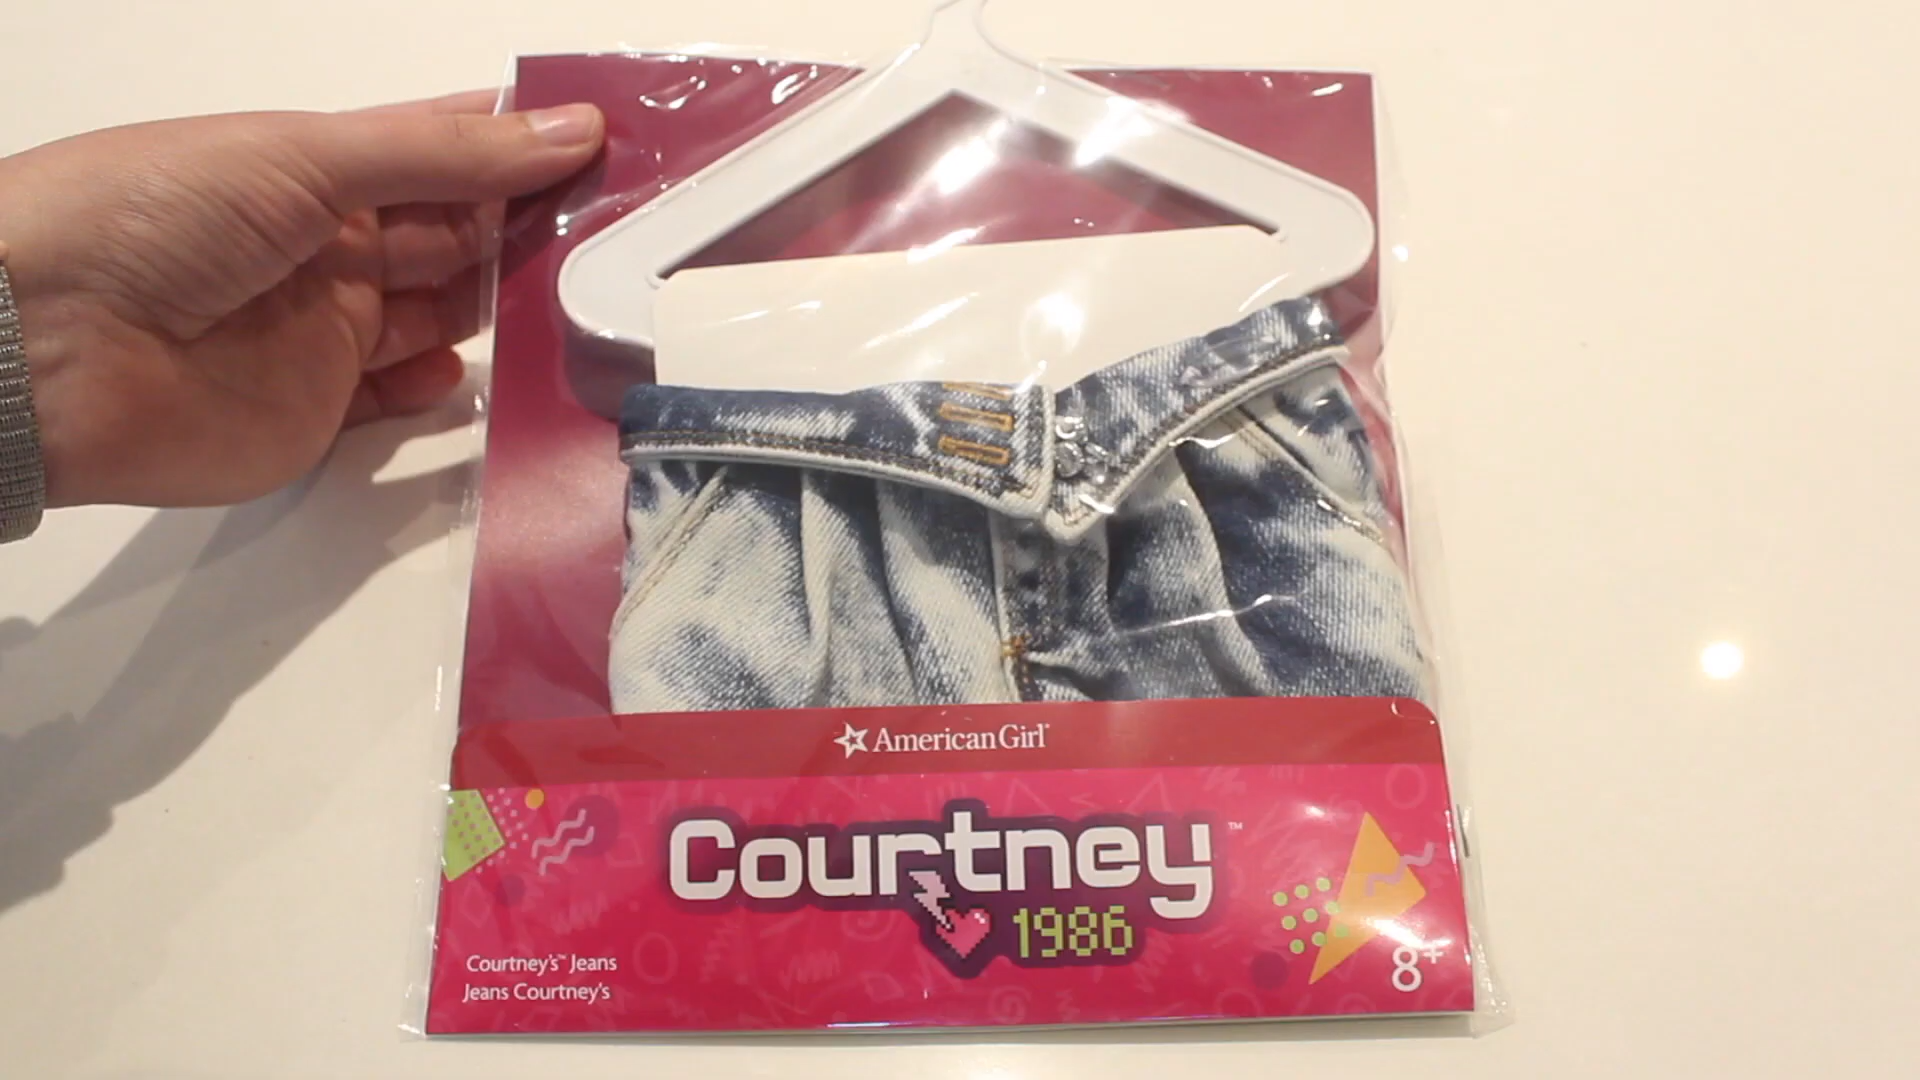 American Girl®
Courtney™
1986
Courtney's™ Jeans
Jeans Courtney's
8+